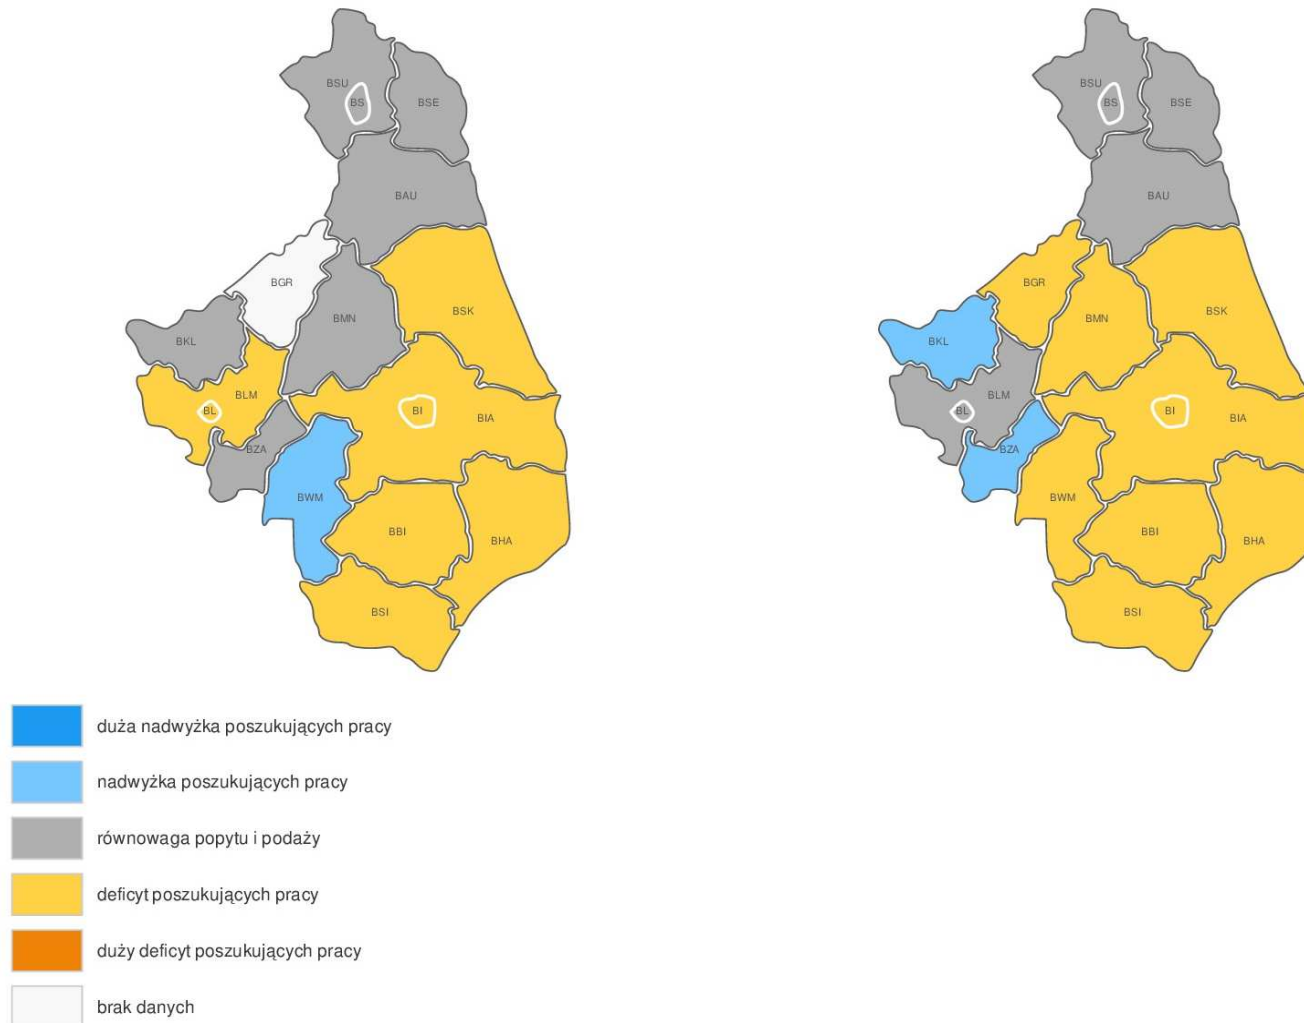 BSU
BS
BSE
BAU
BGR
BSK
BMN
BKL
BLM
BL
BI
BIA
BZA
BWM
BBI
BHA
BSI
BSU
BS
BSE
BAU
BGR
BSK
BMN
BKL
BLM
BL
BI
BIA
BZA
BWM
BBI
BHA
BSI
duża nadwyżka poszukujących pracy
nadwyżka poszukujących pracy
równowaga popytu i podaży
deficyt poszukujących pracy
duży deficyt poszukujących pracy
brak danych